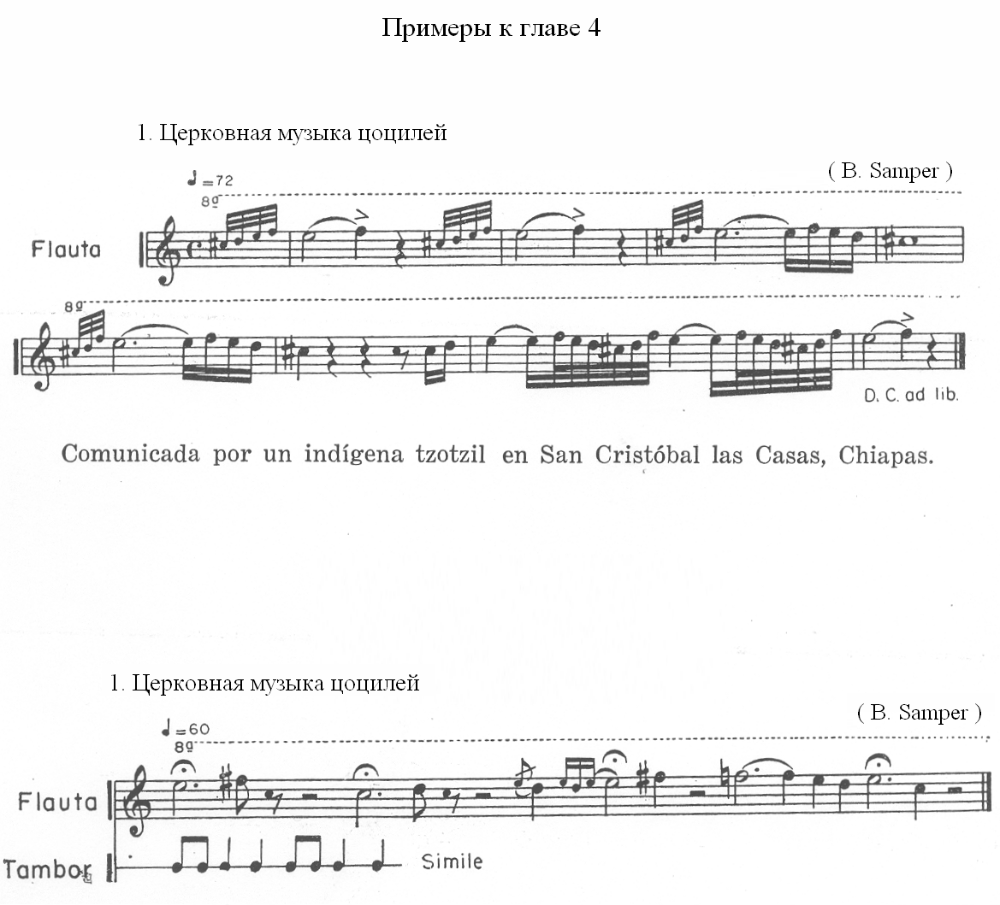 Примеры к главе 4
1. Церковная музыка цоцилей
( B. Samper )
=72
8º
Flauta
8º
D. C. ad lib.
Comunicada por un indígena tzotzil en San Cristóbal las Casas, Chiapas.
1. Церковная музыка цоцилей
( B. Samper )
=60
8º
Flauta
Tambor
Simile